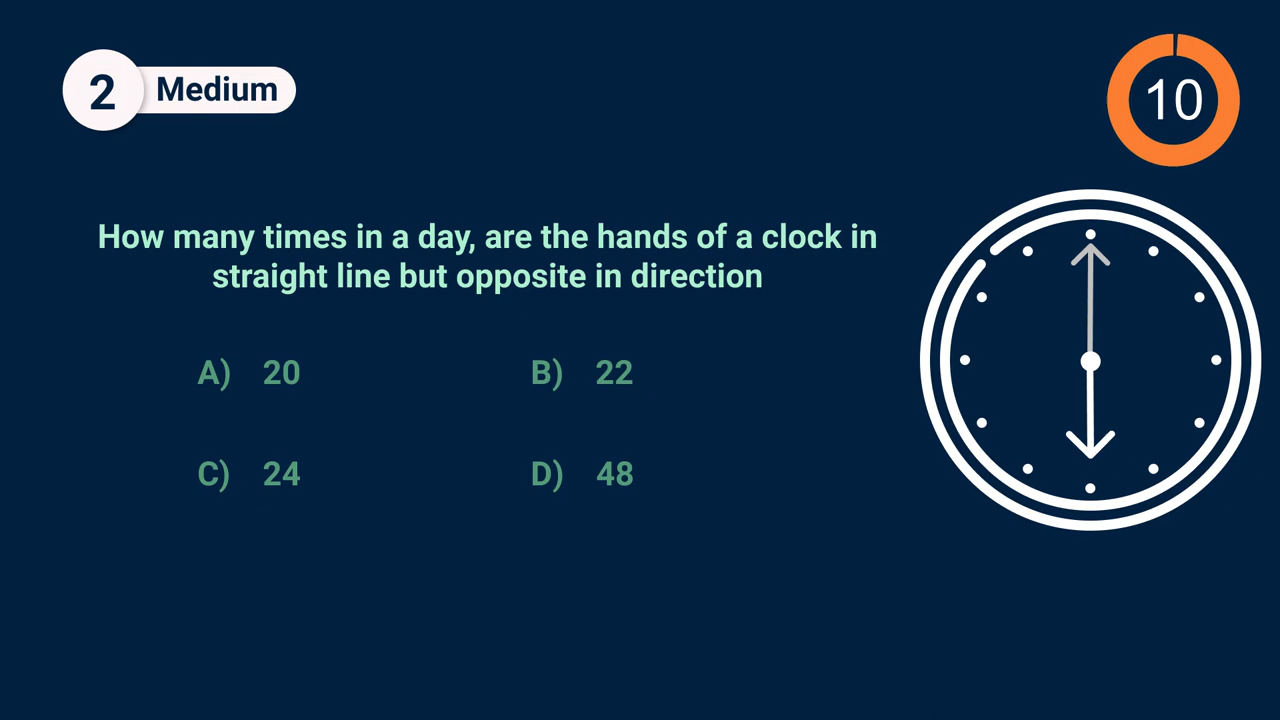 2 Medium
10
How many times in a day, are the hands of a clock in
straight line but opposite in direction
A) 20 B) 22
C) 24 D) 48